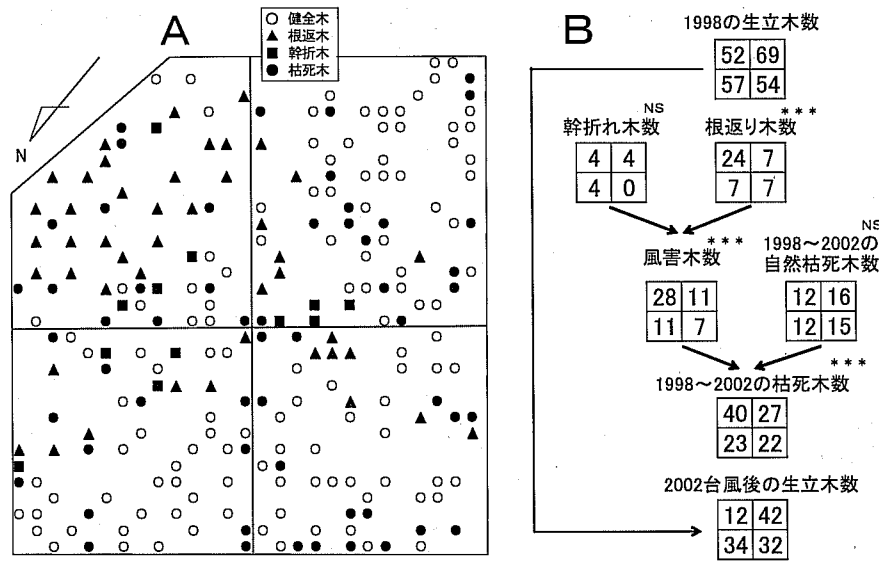 A
○ 健全木
▲ 根返木
■ 幹折木
● 枯死木
N
B
1998の生立木数
52 69
57 54
幹折れ木数 NS
4 4
4 0
根返り木数 ***
24 7
7 7
風害木数 ***
28 11
11 7
1998〜2002の NS
自然枯死木数
12 16
12 15
1998〜2002の枯死木数 ***
40 27
23 22
2002台風後の生立木数
12 42
34 32